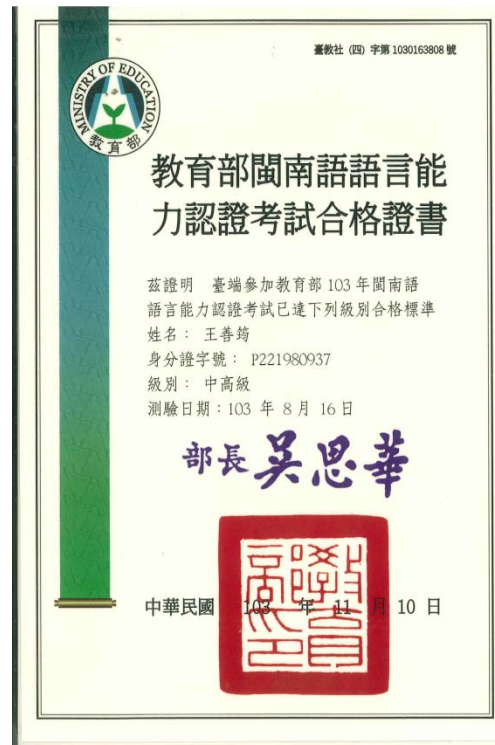 臺教社 (四) 字第 1030163808 號
MINISTRY OF EDUCATION
教育部
教育部閩南語語言能
力認證考試合格證書
茲證明 臺端參加教育部 103 年閩南語
語言能力認證考試已達下列級別合格標準
姓名： 王善筠
身分證字號： P221980937
級別： 中高級
測驗日期：103 年 8 月 16 日
部長 吳思華
教育部印
中華民國 103 年 11 月 10 日